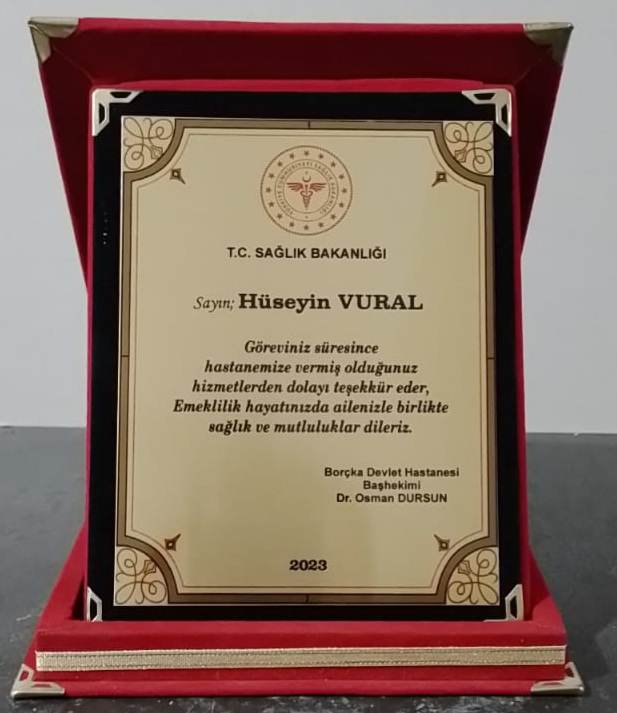 T.C. SAĞLIK BAKANLIĞI
Sayın; Hüseyin VURAL
Göreviniz süresince
hastanemize vermiş olduğunuz
hizmetlerden dolayı teşekkür eder,
Emeklilik hayatınızda ailenizle birlikte
sağlık ve mutluluklar dileriz.
Borçka Devlet Hastanesi
Başhekimi
Dr. Osman DURSUN
2023